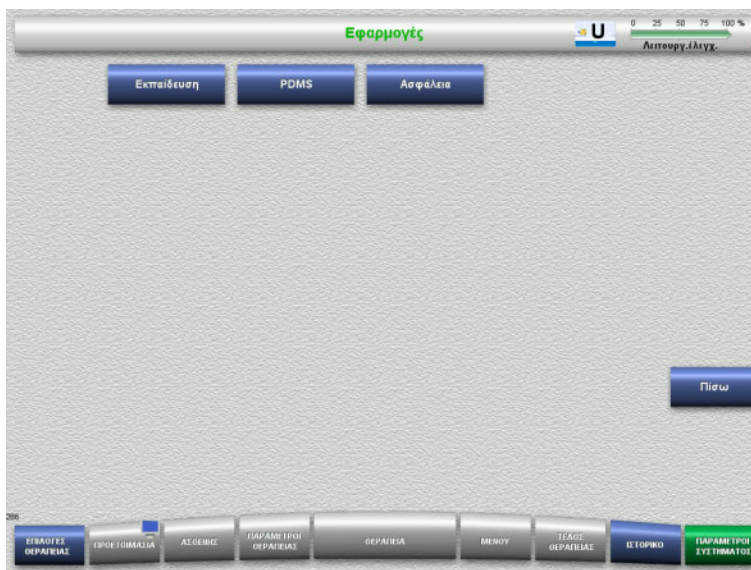 Εφαρμογές
U
0 25 50 75 100 %
Λειτουργ.έλεγχ.
Εκπαίδευση PDMS Ασφάλεια
Πίσω
286
ΕΠΙΛΟΓΕΣ ΘΕΡΑΠΕΙΑΣ
ΠΡΟΕΤΟΙΜΑΣΙΑ
ΑΣΘΕΝΗΣ
ΠΑΡΑΜΕΤΡΟΙ ΘΕΡΑΠΕΙΑΣ
ΘΕΡΑΠΕΙΑ
ΜΕΝΟΥ
ΤΕΛΟΣ ΘΕΡΑΠΕΙΑΣ
ΙΣΤΟΡΙΚΟ
ΠΑΡΑΜΕΤΡΟΙ ΣΥΣΤΗΜΑΤΟΣ